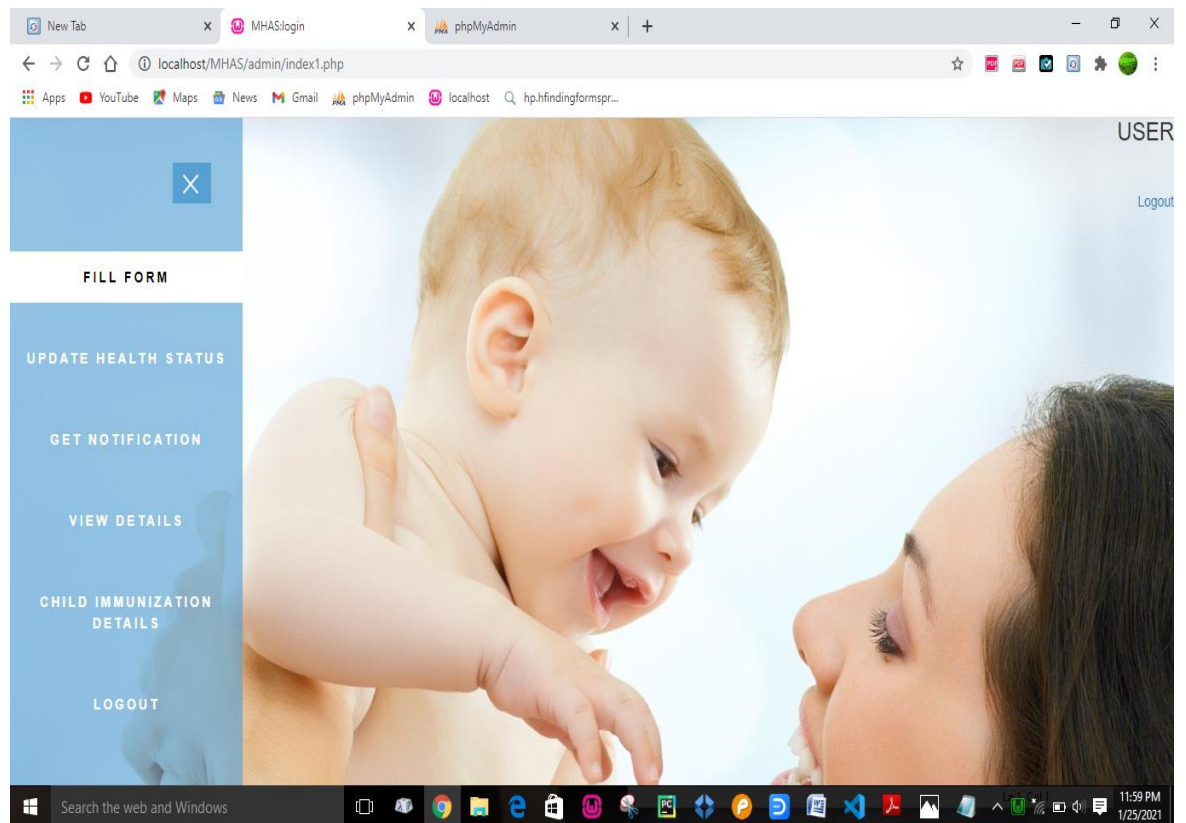 New Tab
MHAS:login
phpMyAdmin
localhost/MHAS/admin/index1.php
Apps YouTube Maps News Gmail phpMyAdmin localhost hp.hfindingformspr...
USER
X
Logout
FILL FORM
UPDATE HEALTH STATUS
GET NOTIFICATION
VIEW DETAILS
CHILD IMMUNIZATION
DETAILS
LOGOUT
Search the web and Windows
11:59 PM
1/25/2021